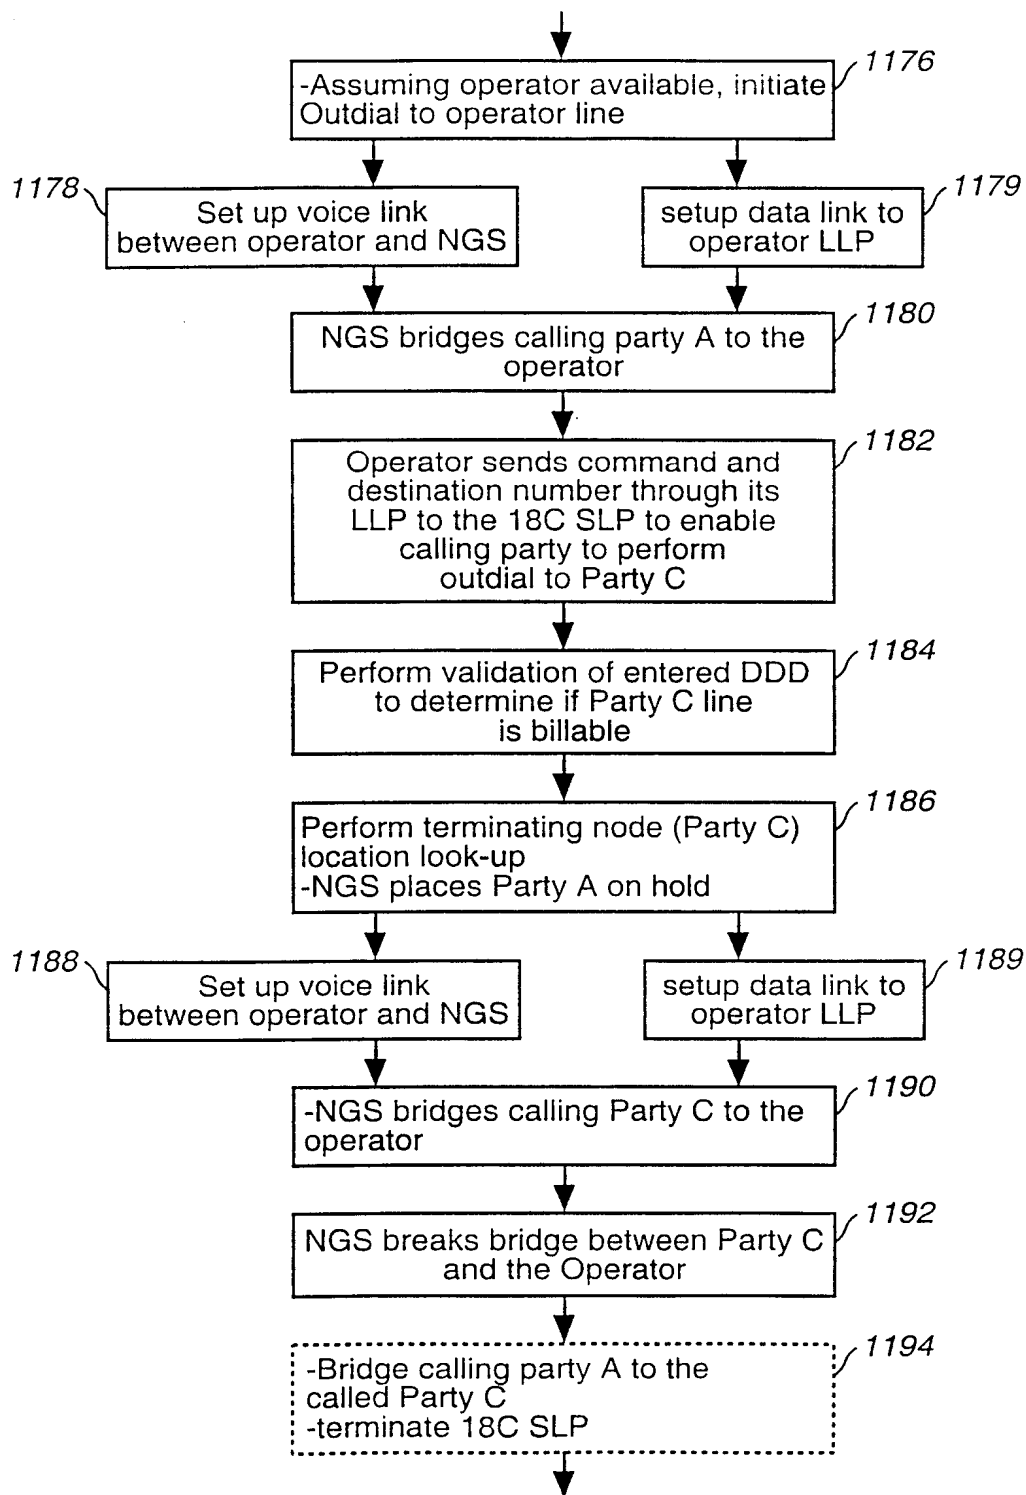 1176
-Assuming operator available, initiate
Outdial to operator line
1178
Set up voice link
between operator and NGS
1179
setup data link to
operator LLP
1180
NGS bridges calling party A to the
operator
1182
Operator sends command and
destination number through its
LLP to the 18C SLP to enable
calling party to perform
outdial to Party C
1184
Perform validation of entered DDD
to determine if Party C line
is billable
1186
Perform terminating node (Party C)
location look-up
-NGS places Party A on hold
1188
Set up voice link
between operator and NGS
1189
setup data link to
operator LLP
1190
-NGS bridges calling Party C to the
operator
1192
NGS breaks bridge between Party C
and the Operator
1194
-Bridge calling party A to the
called Party C
-terminate 18C SLP